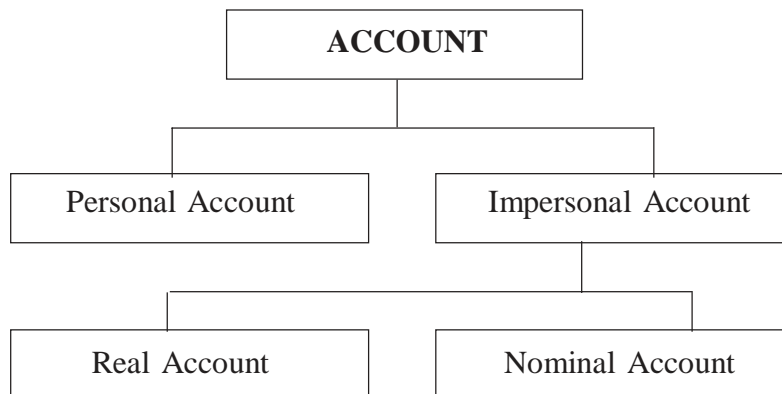 ACCOUNT
Personal Account
Impersonal Account
Real Account
Nominal Account